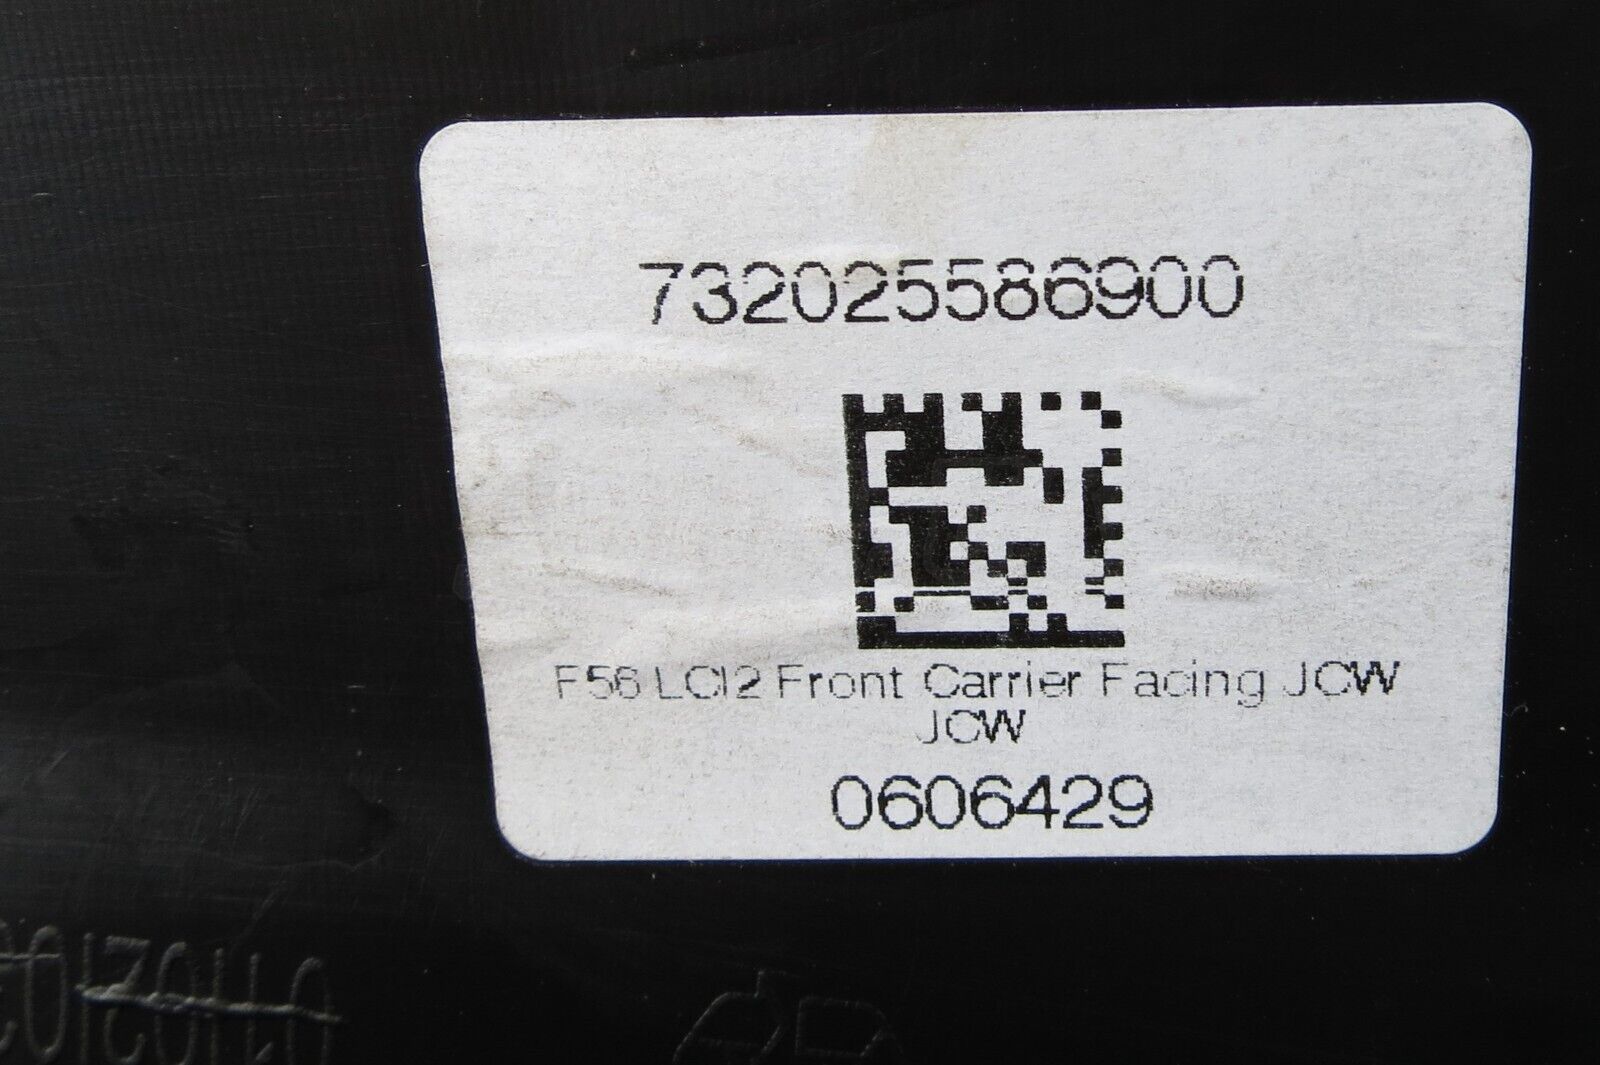 732025586900
F56 LCI2 Front Carrier Facing JCW
JCW
0606429